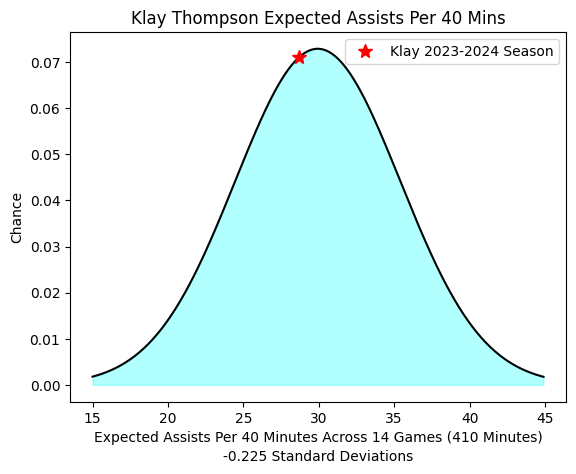 Klay Thompson Expected Assists Per 40 Mins
Klay 2023-2024 Season
0.07
0.06
0.05
0.04
0.03
0.02
0.01
0.00
Chance
15 20 25 30 35 40 45
Expected Assists Per 40 Minutes Across 14 Games (410 Minutes)
-0.225 Standard Deviations